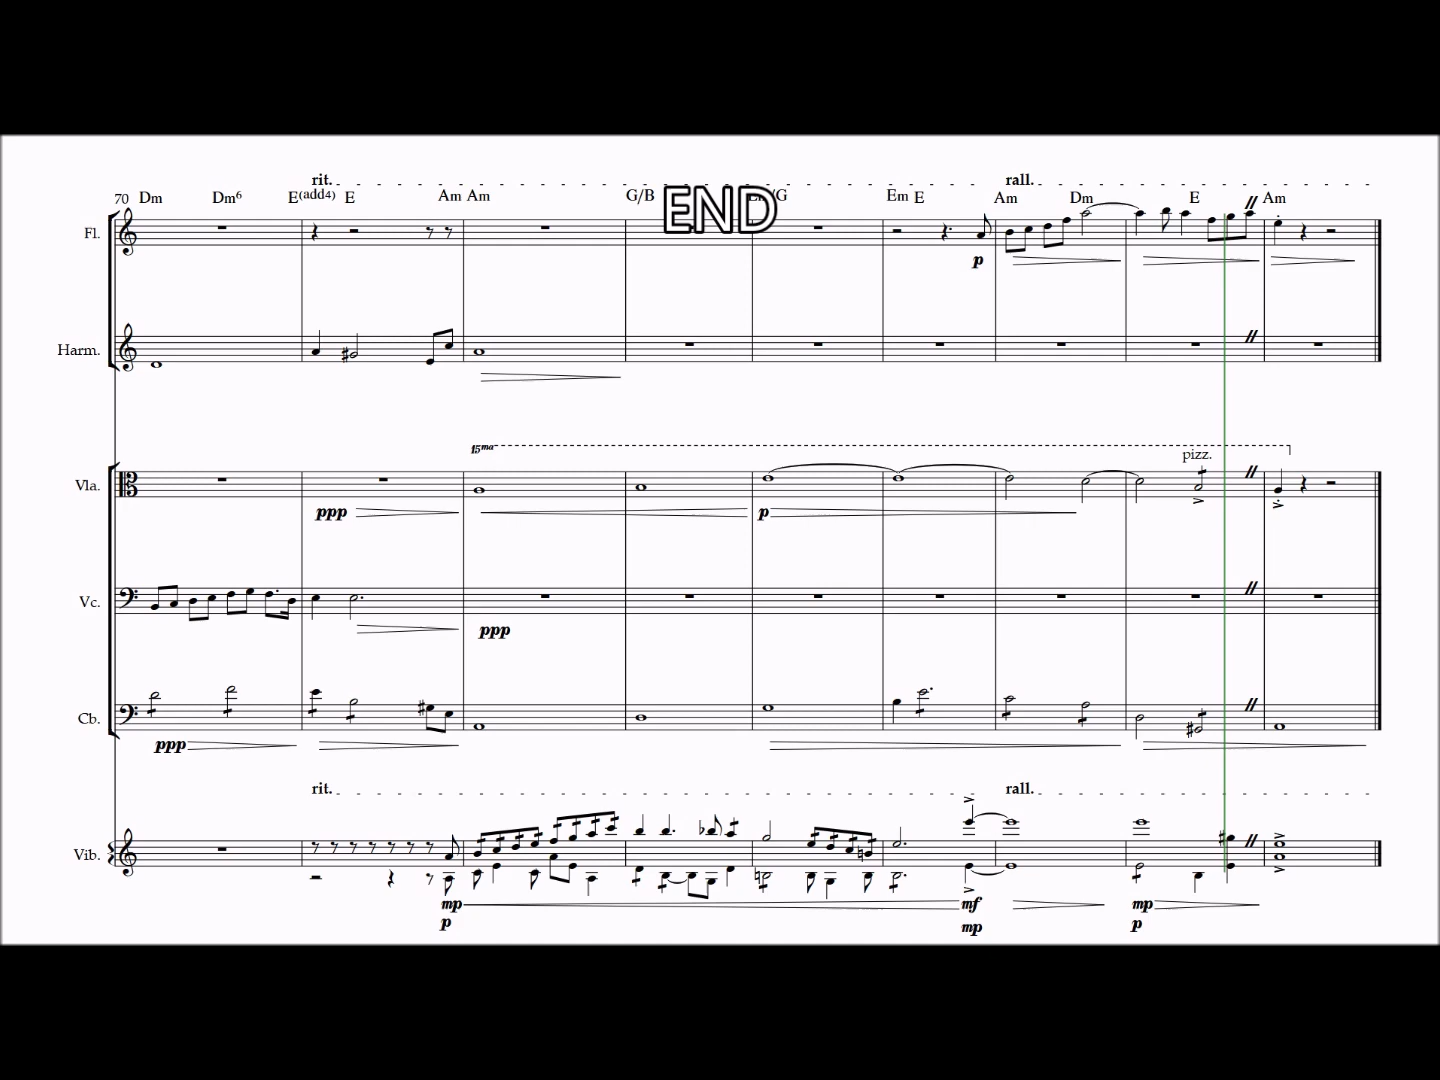 rit. rall.
70 Dm Dm6 E(add4) E Am Am G/B END /G Em E Am Dm E Am
Fl.
p
Harm.
15ma
pizz.
Vla.
ppp p
Vc.
ppp
Cb.
ppp
rit. rall.
Vib.
mp mf mp
p mp p